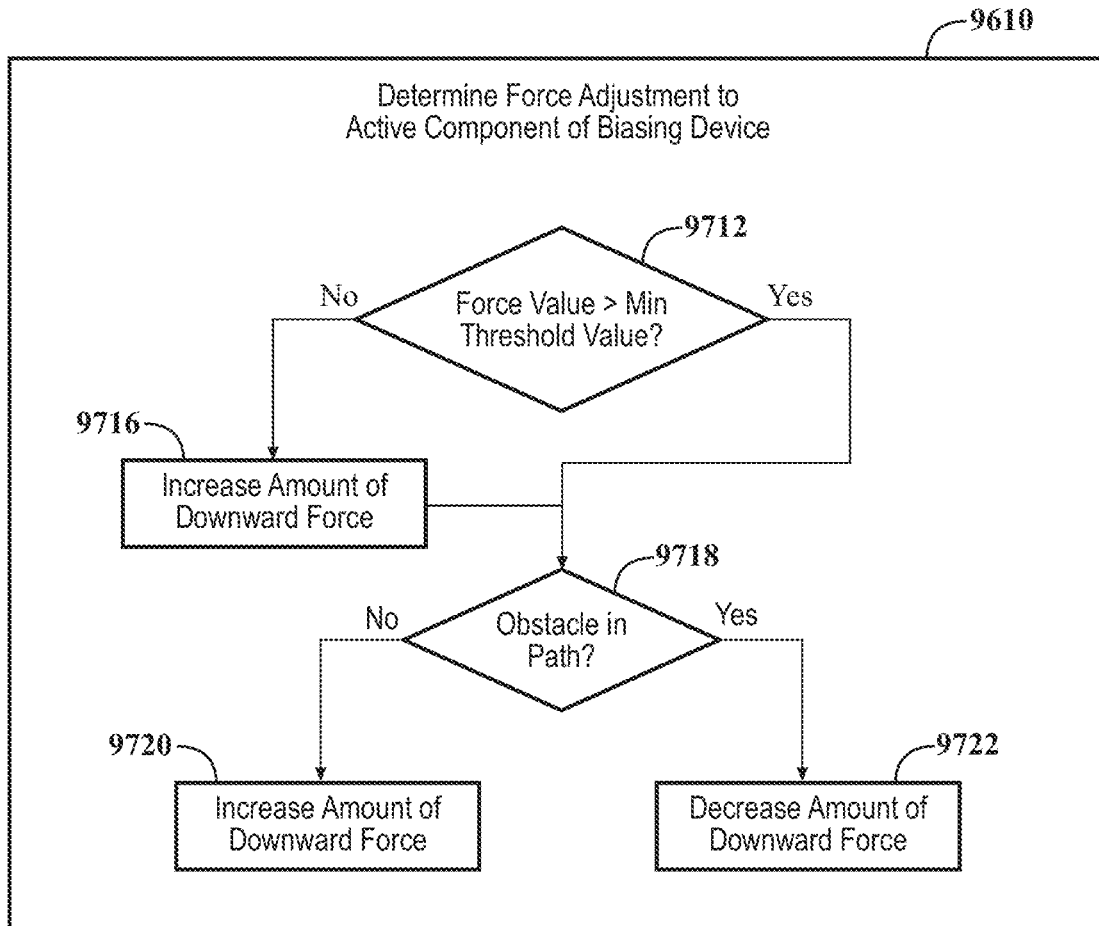 9610
Determine Force Adjustment to
Active Component of Biasing Device
9712
No
Force Value > Min
Threshold Value?
Yes
9716
Increase Amount of
Downward Force
9718
No
Obstacle in
Path?
Yes
9720
Increase Amount of
Downward Force
9722
Decrease Amount of
Downward Force